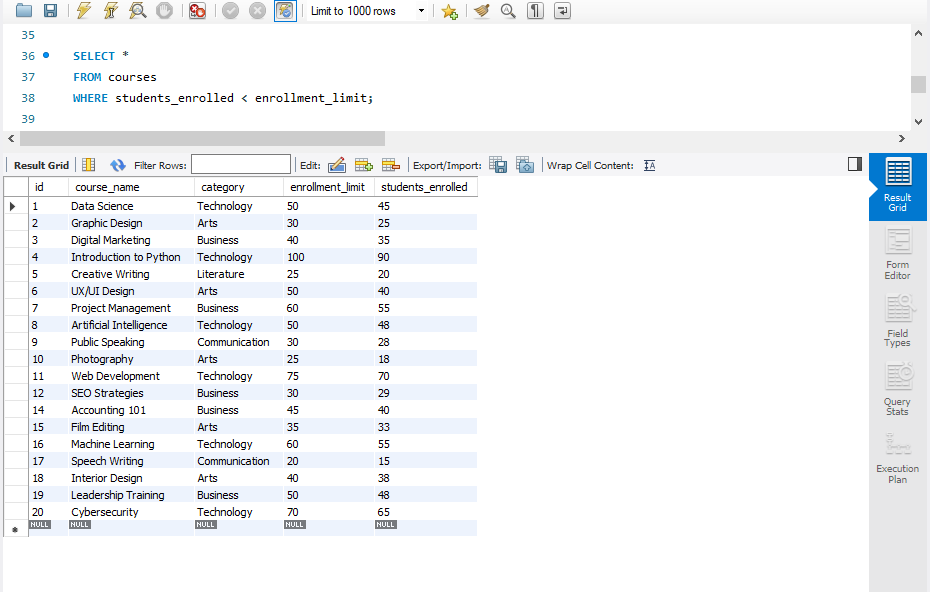 Limit to 1000 rows
35
36 SELECT *
37 FROM courses
38 WHERE students_enrolled < enrollment_limit;
39
Result Grid Filter Rows: Edit: Export/Import: Wrap Cell Content: IA
id course_name category enrollment_limit students_enrolled
1 Data Science Technology 50 45
2 Graphic Design Arts 30 25
3 Digital Marketing Business 40 35
4 Introduction to Python Technology 100 90
5 Creative Writing Literature 25 20
6 UX/UI Design Arts 50 40
7 Project Management Business 60 55
8 Artificial Intelligence Technology 50 48
9 Public Speaking Communication 30 28
10 Photography Arts 25 18
11 Web Development Technology 75 70
12 SEO Strategies Business 30 29
14 Accounting 101 Business 45 40
15 Film Editing Arts 35 33
16 Machine Learning Technology 60 55
17 Speech Writing Communication 20 15
18 Interior Design Arts 40 38
19 Leadership Training Business 50 48
20 Cybersecurity Technology 70 65
NULL NULL NULL NULL NULL
Result
Grid
Form
Editor
Field
Types
Query
Stats
Execution
Plan